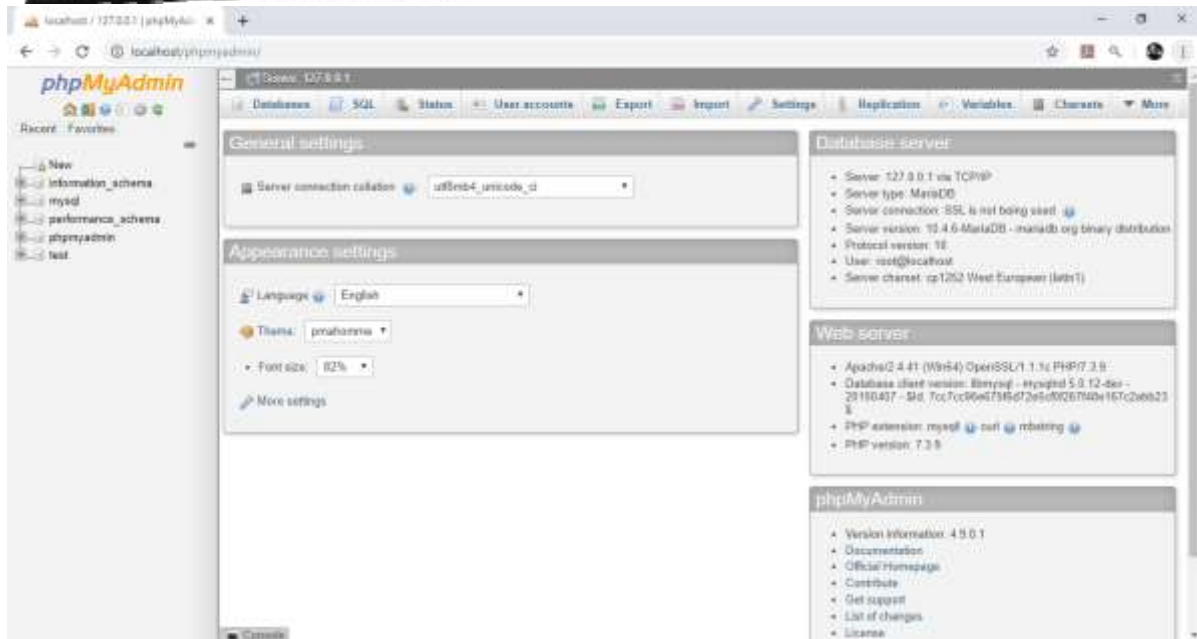 localhost / 127.0.0.1 | phpMyAd
localhost/phpmyadmin/
phpMyAdmin
Recent Favorites
New
information_schema
mysql
performance_schema
phpmyadmin
test
Server: 127.0.0.1
Databases SQL Status User accounts Export Import Settings Replication Variables Charsets More
General settings
Server connection collation utf8mb4_unicode_ci
Appearance settings
Language English
Theme: pmahomme
Font size: 82%
More settings
Console
Database server
Server: 127.0.0.1 via TCP/IP
Server type: MariaDB
Server connection: SSL is not being used
Server version: 10.4.6-MariaDB - mariadb.org binary distribution
Protocol version: 10
User: root@localhost
Server charset: cp1252 West European (latin1)
Web server
Apache/2.4.41 (Win64) OpenSSL/1.1.1c PHP/7.3.9
Database client version: libmysql - mysqlnd 5.0.12-dev -
PHP extension: mysqli curl mbstring
PHP version: 7.3.9
phpMyAdmin
Version information: 4.9.0.1
Documentation
Official Homepage
Contribute
Get support
List of changes
License